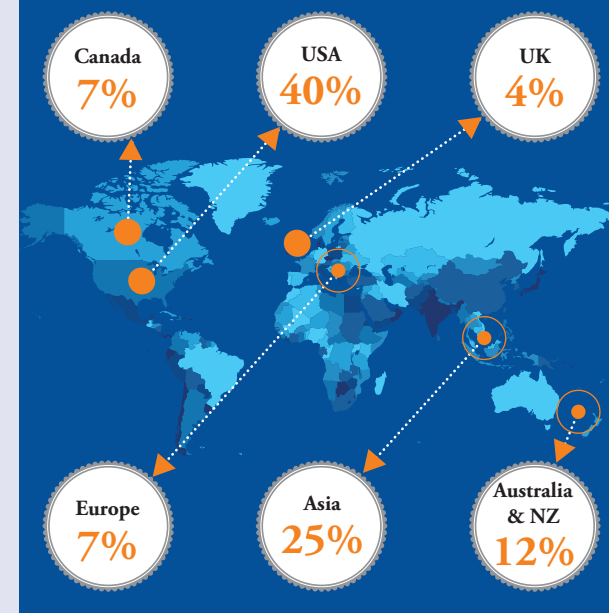 Canada
7%
USA
40%
UK
4%
Europe
7%
Asia
25%
Australia
& NZ
12%